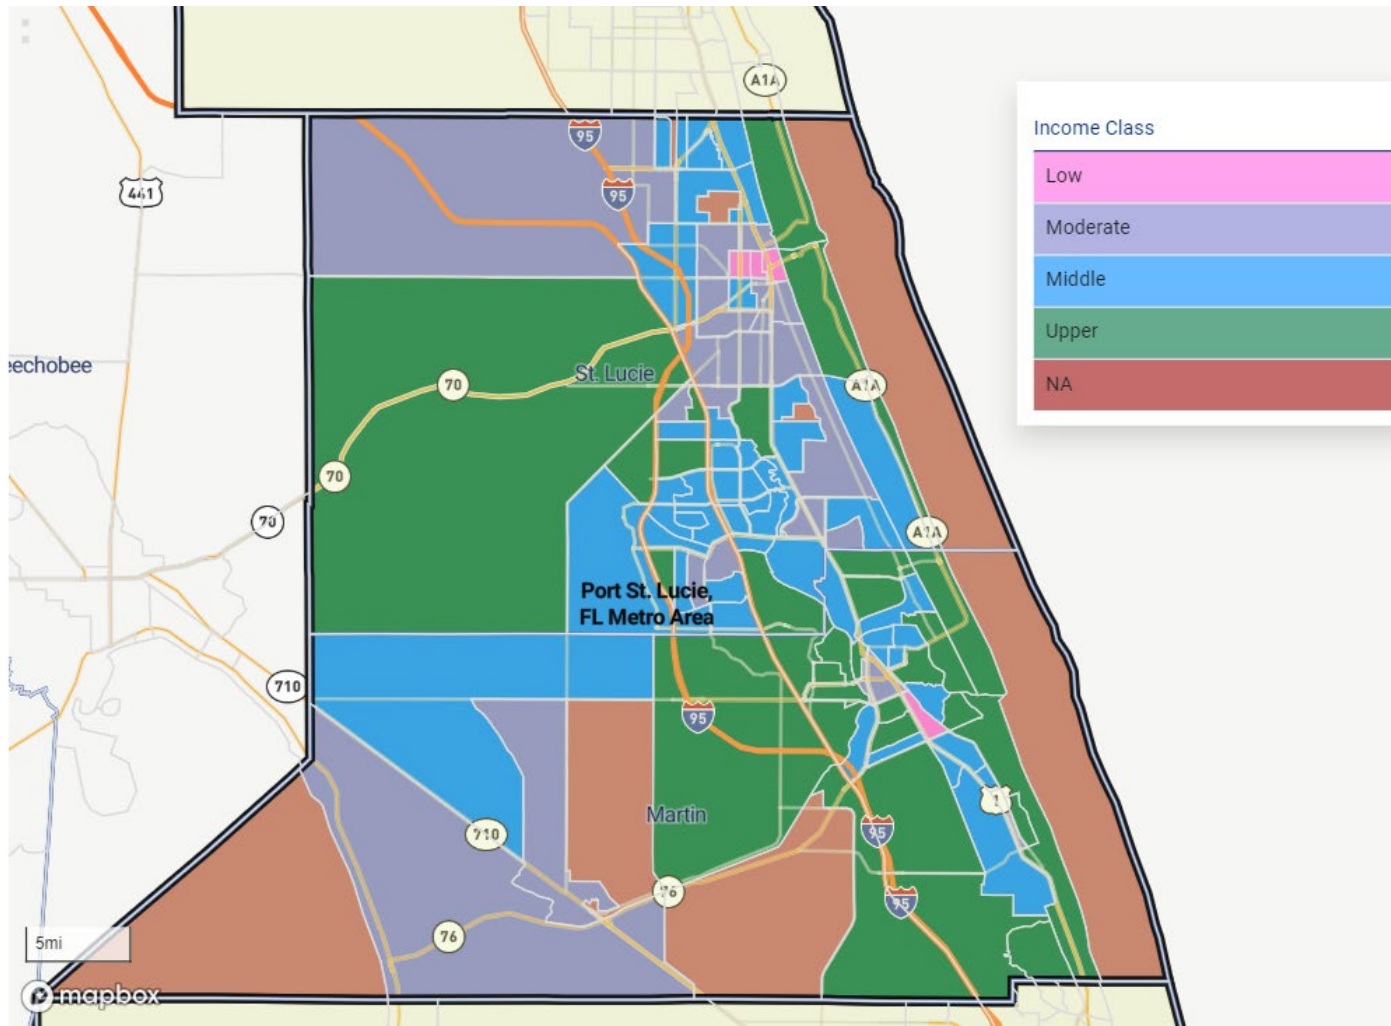 A1A
95
Income Class
Low
441
95
Moderate
Middle
Upper
eechobee
St. Lucie
70
A1A
NA
70
70
A1A
Port St. Lucie,
FL Metro Area
710
95
1
Martin
710
95
76
95
76
5mi
mapbox